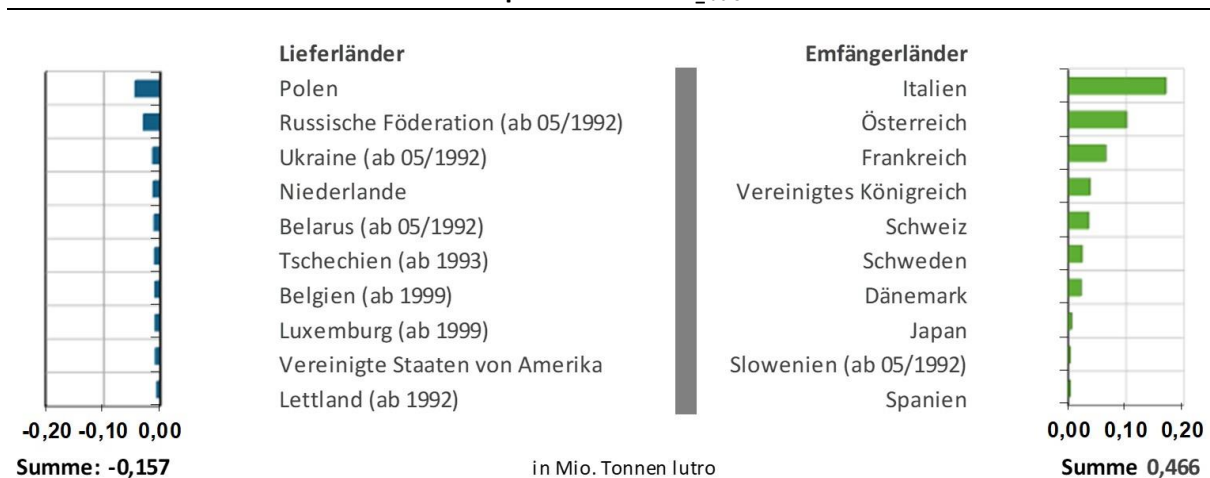 Lieferländer
Emfängerländer
Polen
Italien
Russische Föderation (ab 05/1992)
Österreich
Ukraine (ab 05/1992)
Frankreich
Niederlande
Vereinigtes Königreich
Belarus (ab 05/1992)
Schweiz
Tschechien (ab 1993)
Schweden
Belgien (ab 1999)
Dänemark
Luxemburg (ab 1999)
Japan
Vereinigte Staaten von Amerika
Slowenien (ab 05/1992)
Lettland (ab 1992)
Spanien
-0,20 -0,10 0,00
0,00 0,10 0,20
Summe: -0,157
in Mio. Tonnen lutro
Summe 0,466